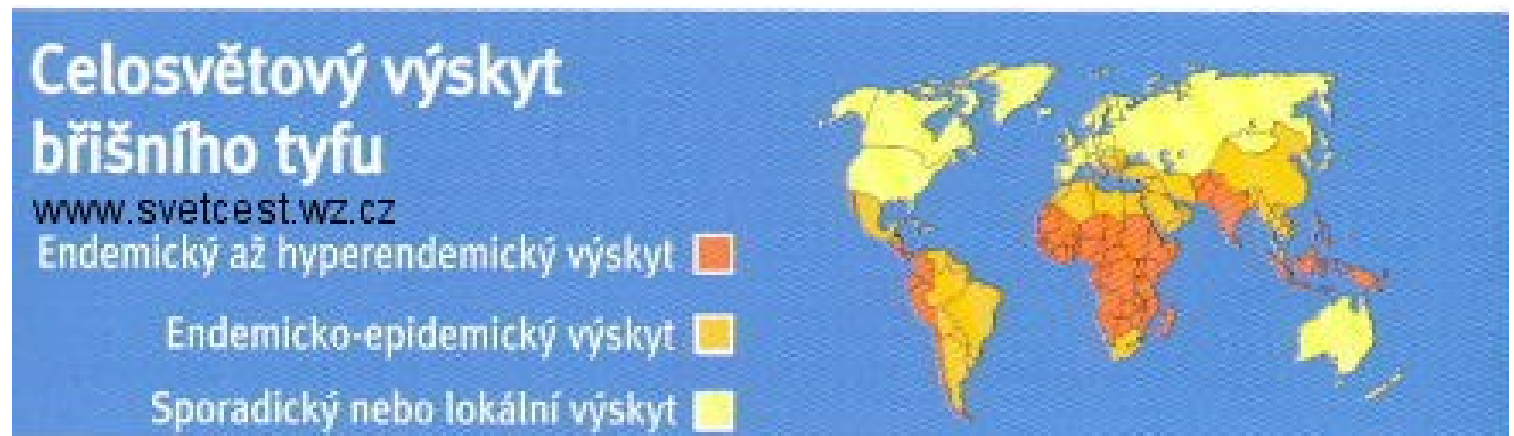 Celosvětový výskyt
břišního tyfu
www.svetcest.wz.cz
Endemický až hyperendemický výskyt
Endemicko-epidemický výskyt
Sporadický nebo lokální výskyt